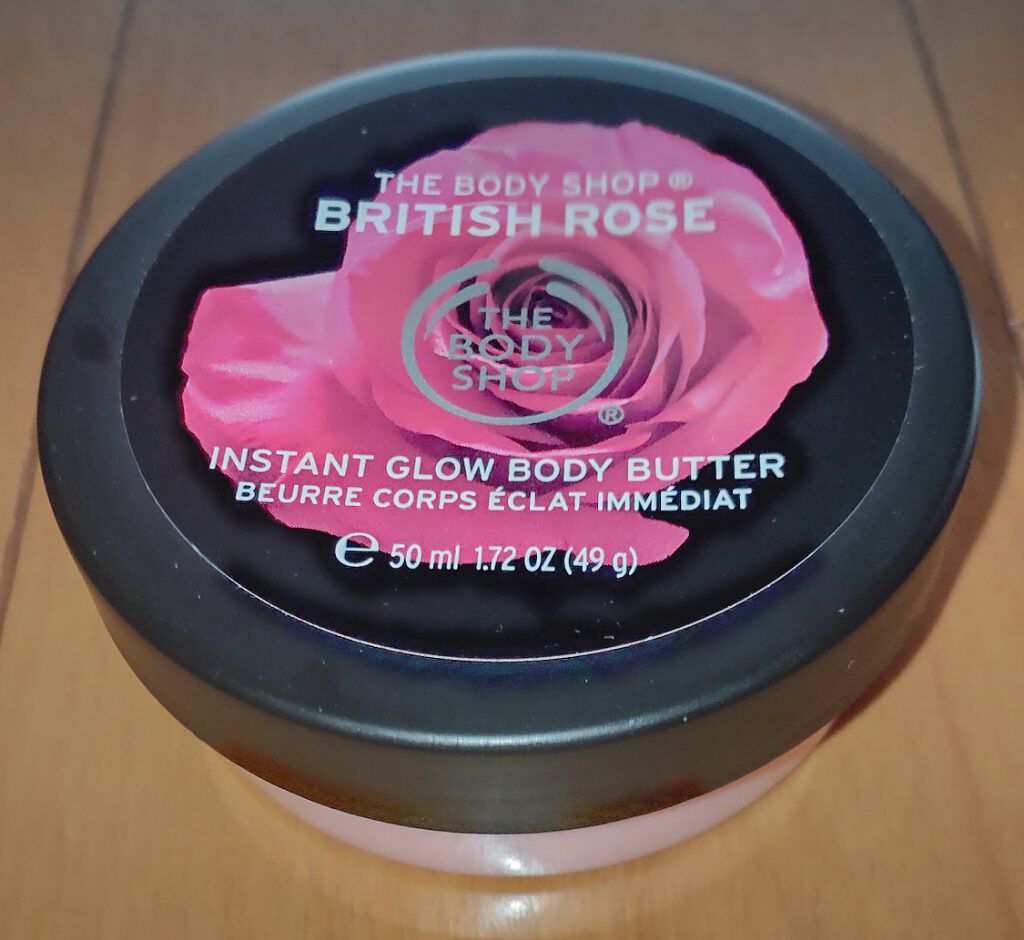 THE BODY SHOP ®
BRITISH ROSE
THE
BODY
SHOP
®
INSTANT GLOW BODY BUTTER
BEURRE CORPS ÉCLAT IMMÉDIAT
℮ 50 ml 1.72 OZ (49 g)